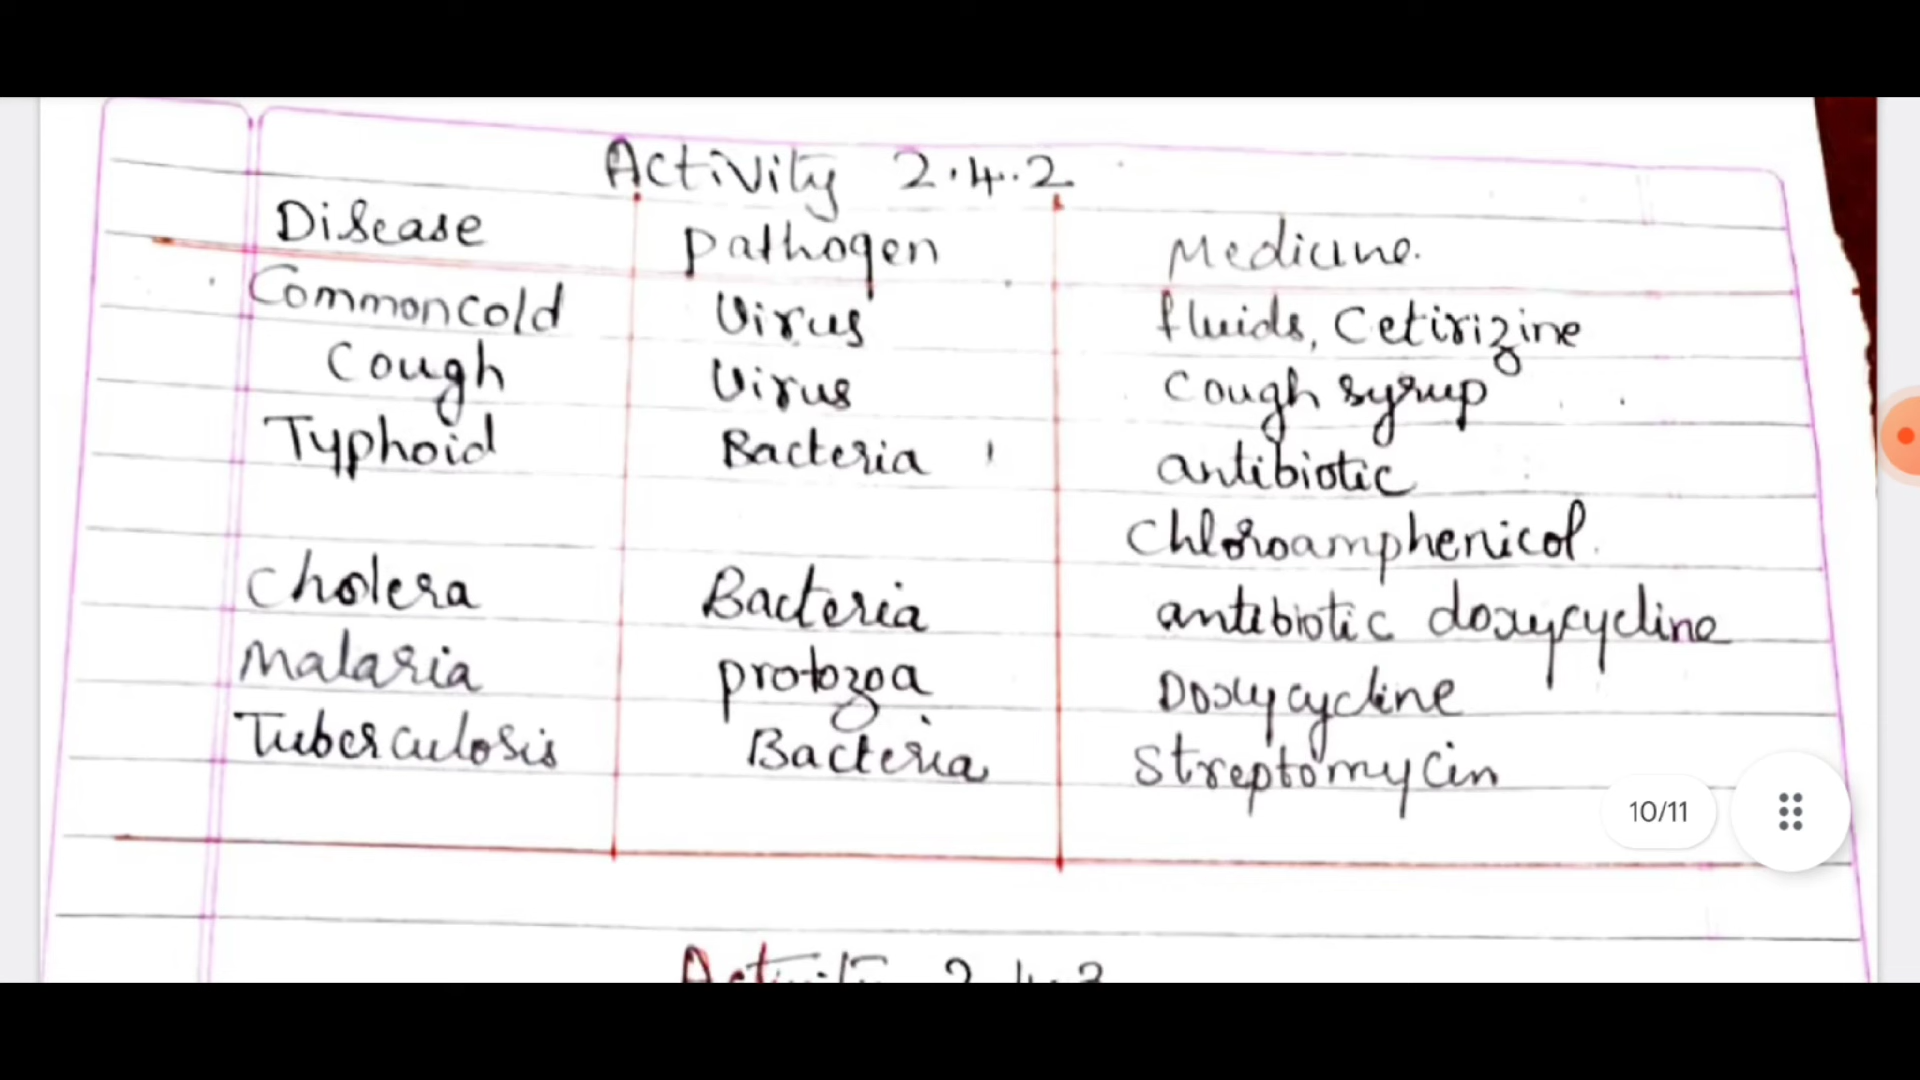 Activity 2.4.2
Disease Pathogen Medicine.
Commoncold Virus fluids, Cetirizine
Cough Virus Cough syrup
Typhoid Bacteria antibiotic
Chloroamphenicol.
Cholera Bacteria antibiotic doxycycline
Malaria protozoa Doxycycline
Tuberculosis Bacteria Streptomycin
10/11